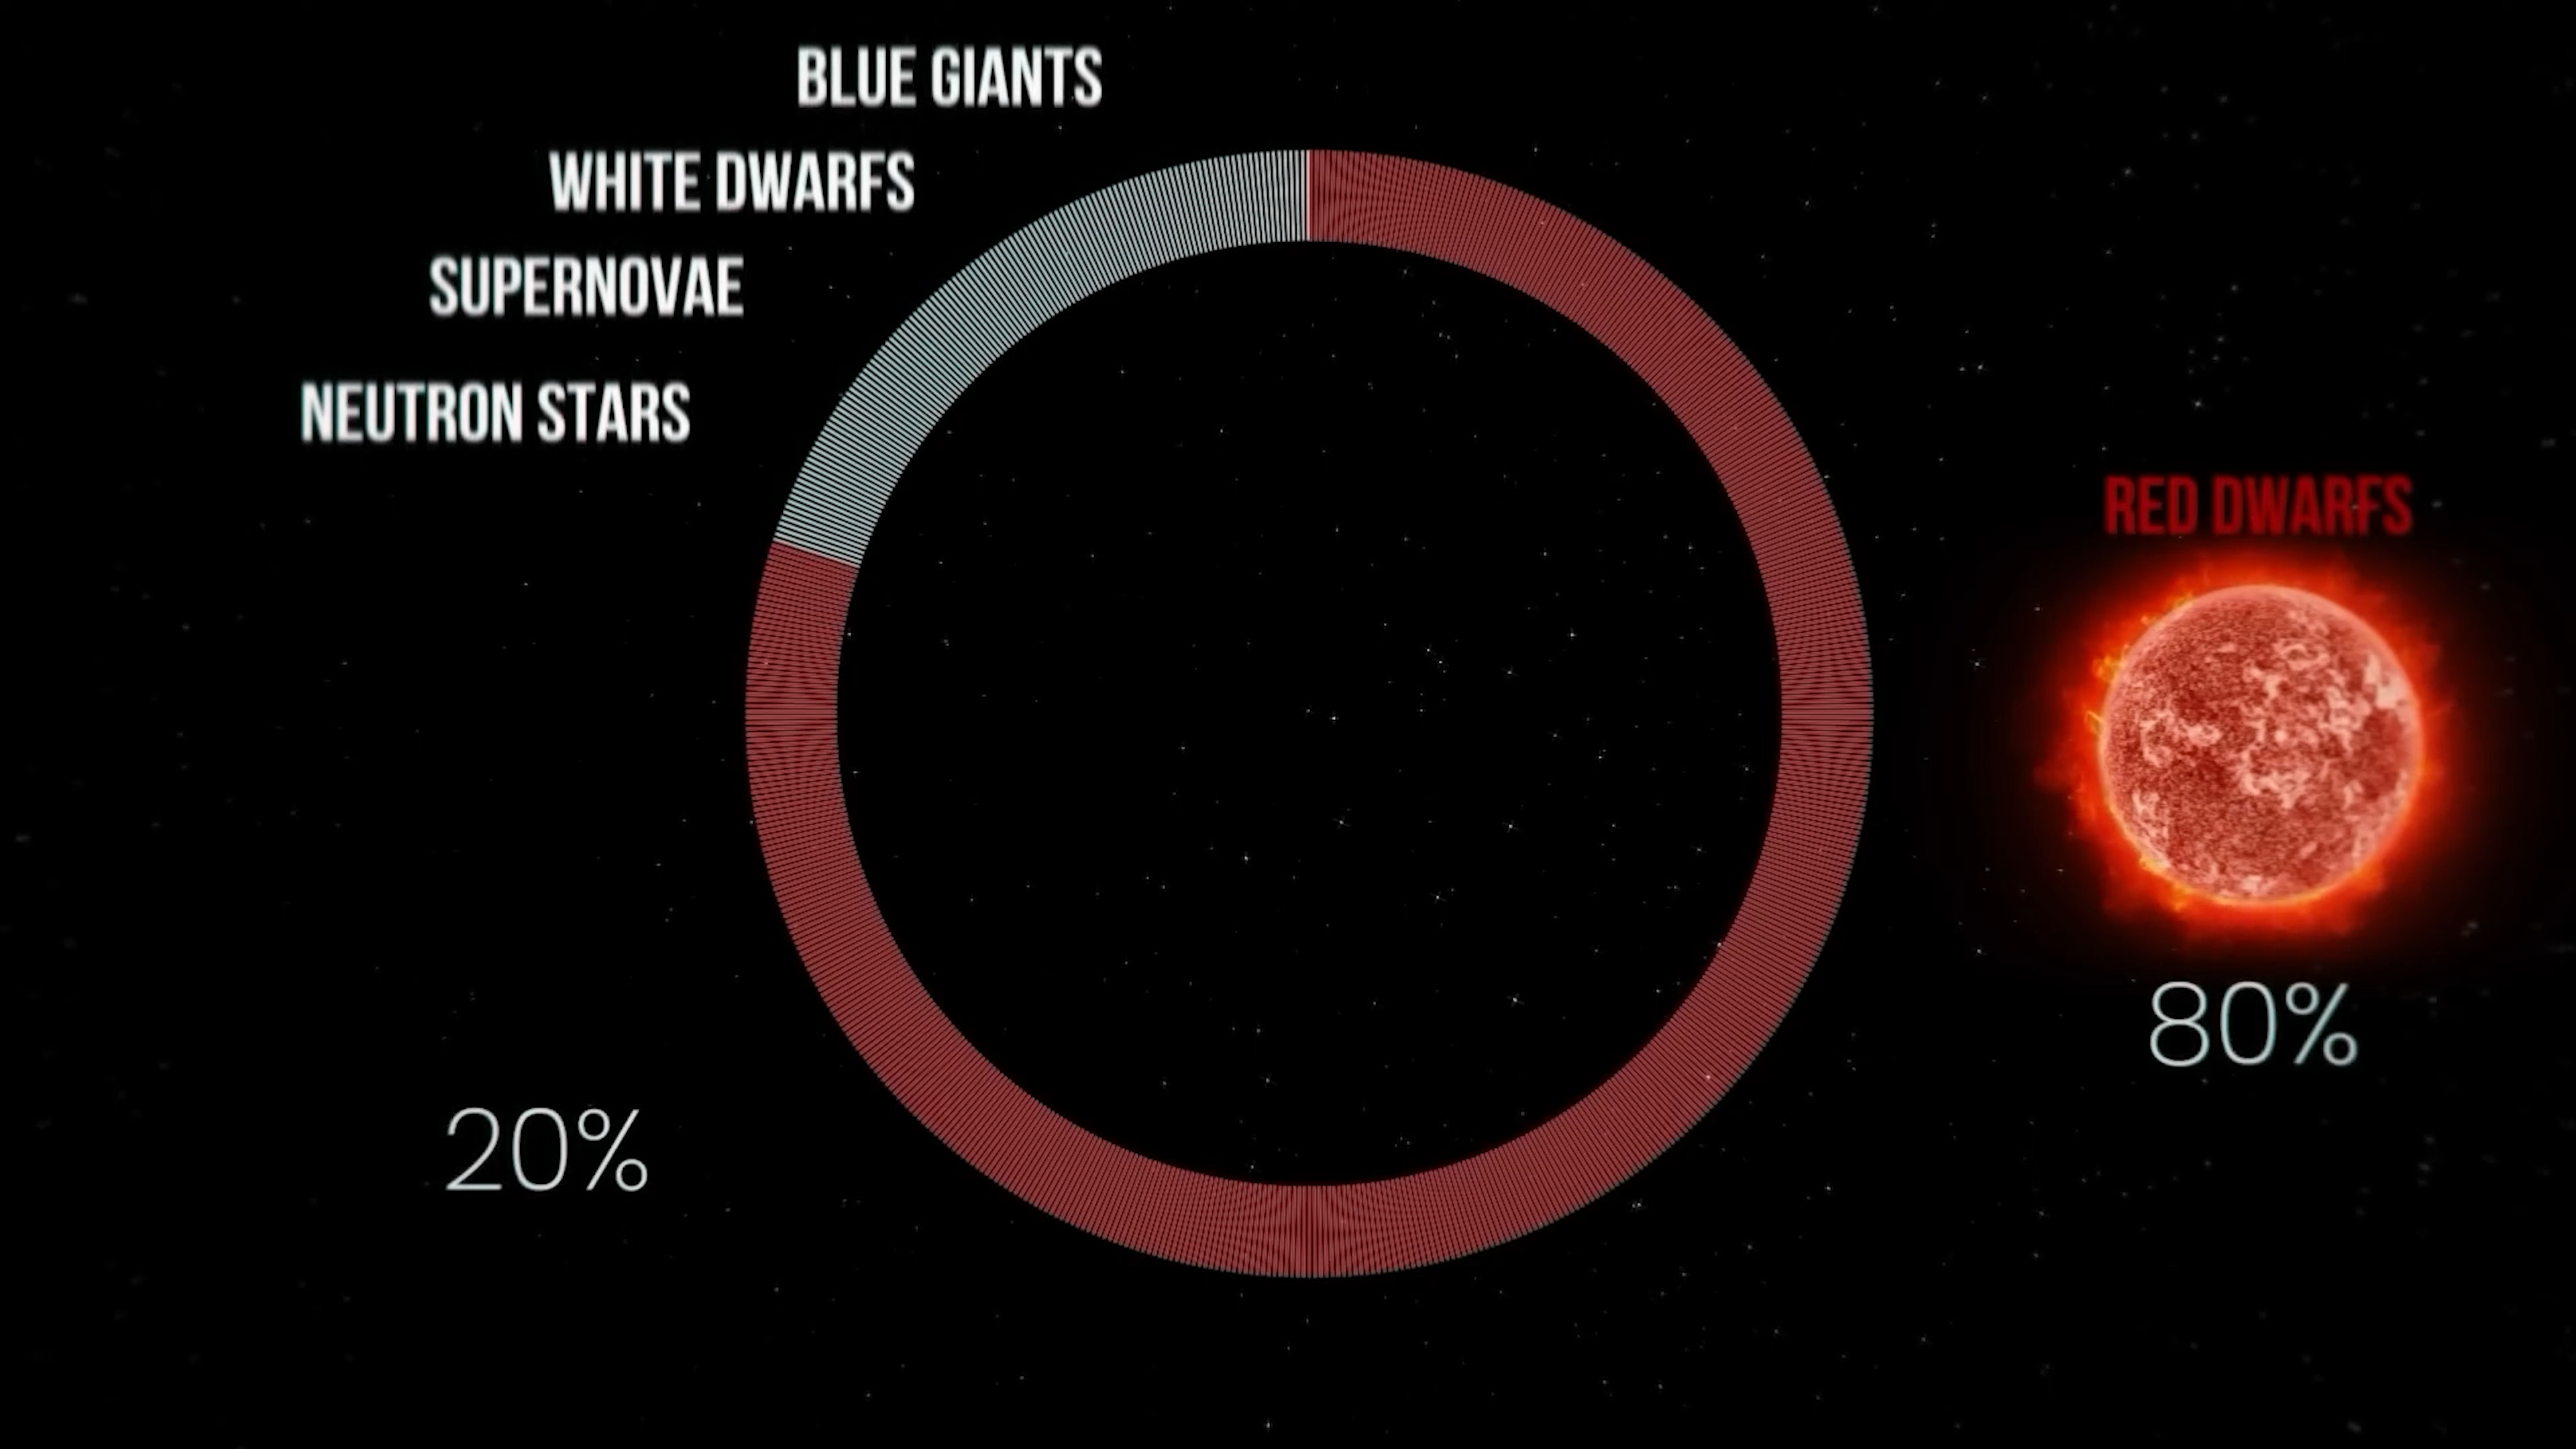 BLUE GIANTS
WHITE DWARFS
SUPERNOVAE
NEUTRON STARS
RED DWARFS
80%
20%